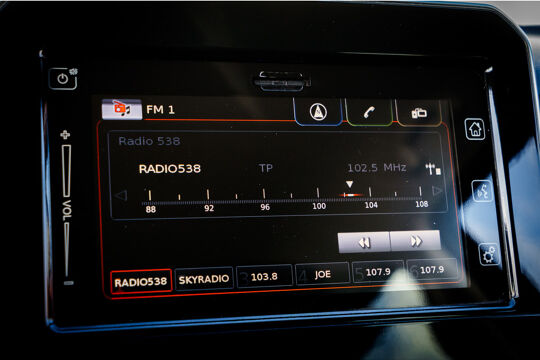 FM 1
Radio 538
RADIO538 TP 102.5 MHz
88 92 96 100 104 108
VOL
RADIO538 SKYRADIO 103.8 JOE 107.9 107.9